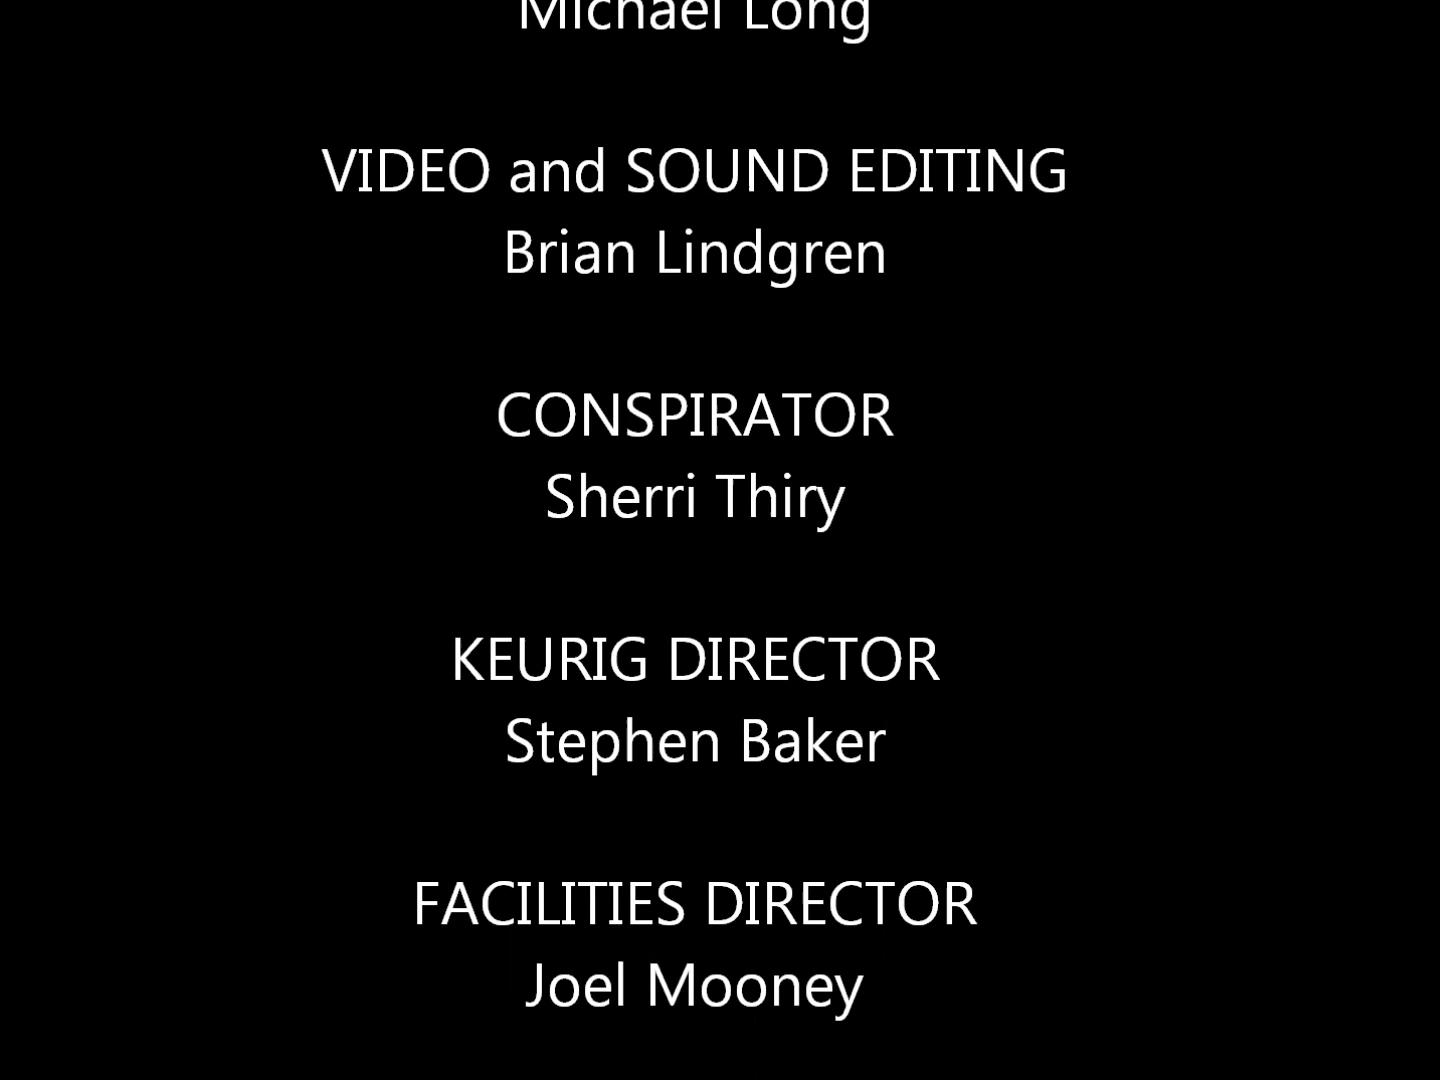 Michael Long
VIDEO and SOUND EDITING
Brian Lindgren
CONSPIRATOR
Sherri Thiry
KEURIG DIRECTOR
Stephen Baker
FACILITIES DIRECTOR
Joel Mooney